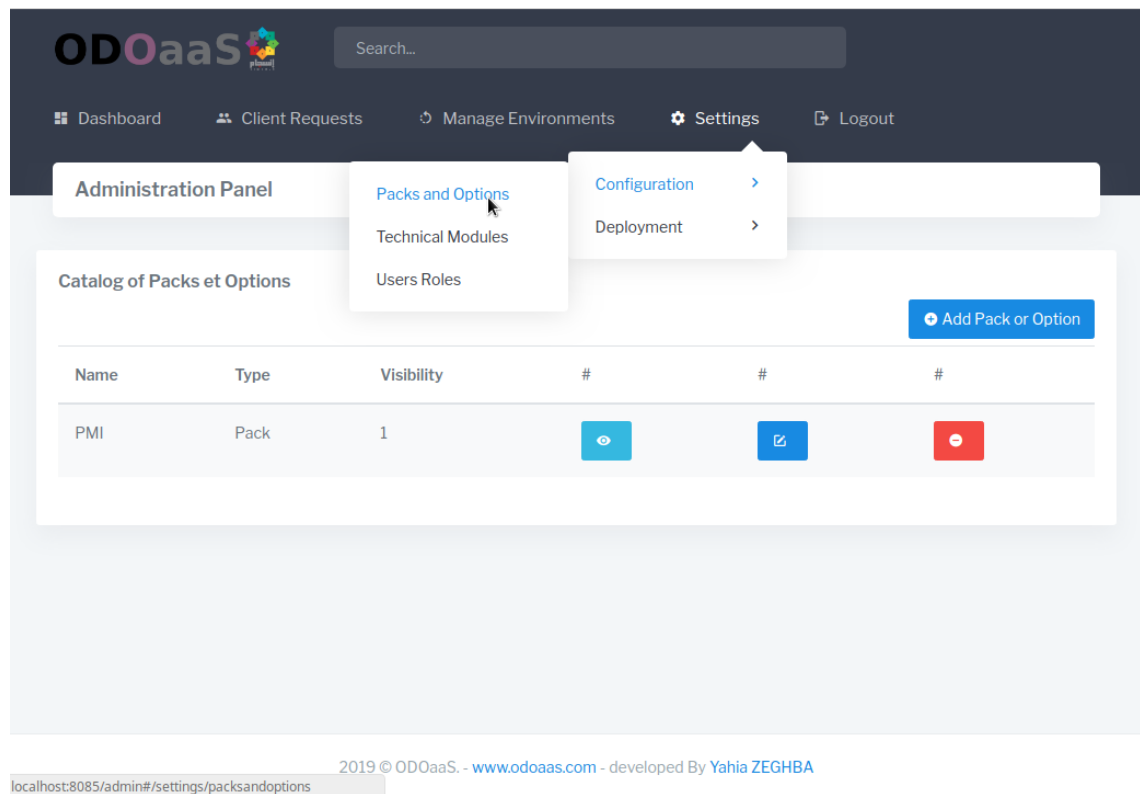 ODOaaS
Search...
Dashboard Client Requests Manage Environments Settings Logout
Administration Panel
Packs and Options
Technical Modules
Users Roles
Configuration
Deployment
Catalog of Packs et Options
Add Pack or Option
Name Type Visibility # # #
PMI Pack 1
2019 © ODOaaS. - www.odoaas.com - developed By Yahia ZEGHBA
localhost:8085/admin#/settings/packsandoptions